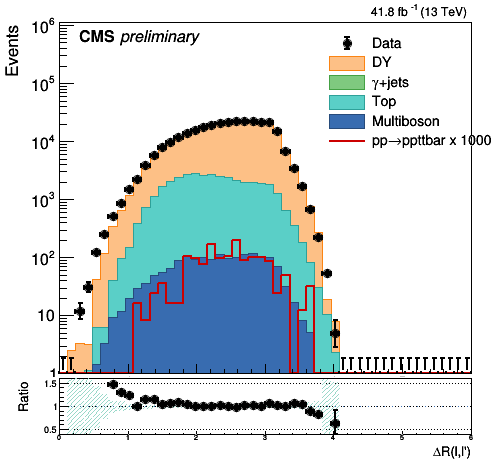 41.8 fb⁻¹ (13 TeV)
CMS preliminary
Events
10⁶
10⁵
10⁴
10³
10²
10
1
Data
DY
γ+jets
Top
Multiboson
pp→ppttbar x 1000
Ratio
1.5
1
0.5
0 1 2 3 4 5 6
ΔR(l,l')